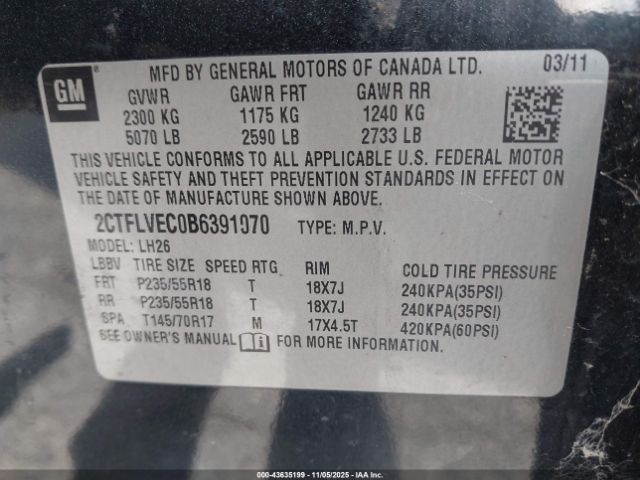 GM
MFD BY GENERAL MOTORS OF CANADA LTD. 03/11
GVWR GAWR FRT GAWR RR
2300 KG 1175 KG 1240 KG
5070 LB 2590 LB 2733 LB
THIS VEHICLE CONFORMS TO ALL APPLICABLE U.S. FEDERAL MOTOR
VEHICLE SAFETY AND THEFT PREVENTION STANDARDS IN EFFECT ON
THE DATE OF MANUFACTURE SHOWN ABOVE.
2CTFLVEC0B6391070 TYPE: M.P.V.
MODEL: LH26
LBBV TIRE SIZE SPEED RTG RIM COLD TIRE PRESSURE
FRT P235/55R18 T 18X7J 240KPA(35PSI)
RR P235/55R18 T 18X7J 240KPA(35PSI)
SPA T145/70R17 M 17X4.5T 420KPA(60PSI)
SEE OWNER'S MANUAL FOR MORE INFORMATION.
000-43635199 - 11/05/2025 - IAA, Inc.